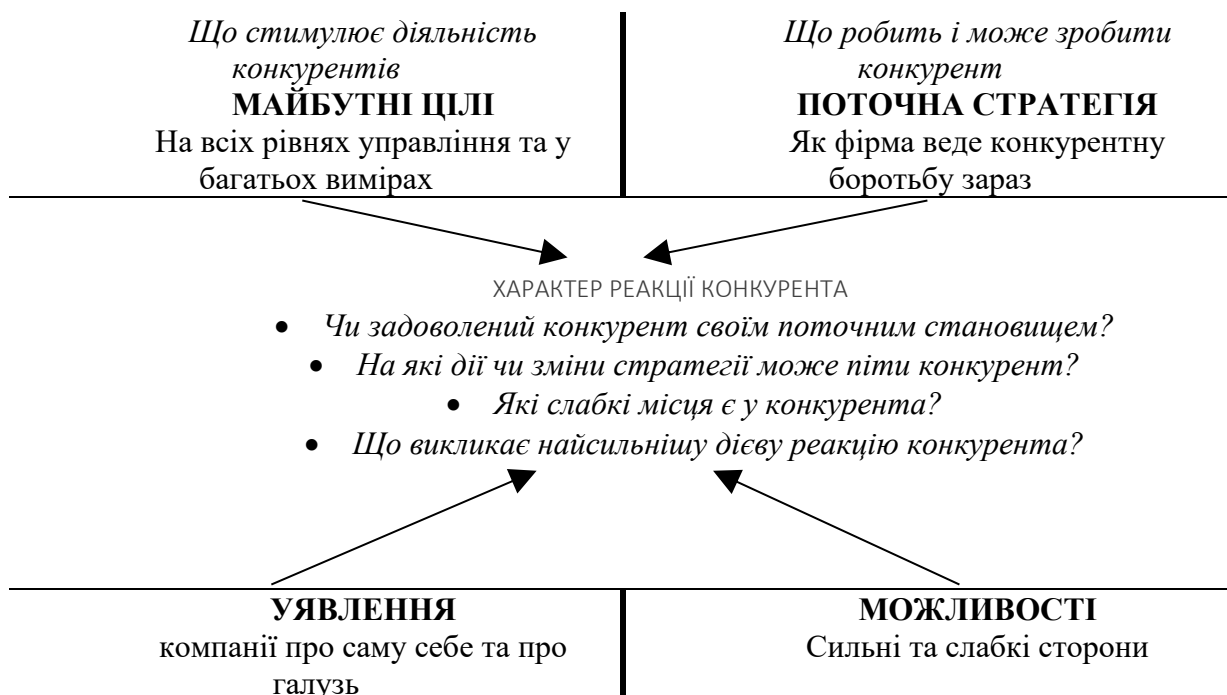 Що стимулює діяльність
конкурентів
МАЙБУТНІ ЦІЛІ
На всіх рівнях управління та у
багатьох вимірах
Що робить і може зробити
конкурент
ПОТОЧНА СТРАТЕГІЯ
Як фірма веде конкурентну
боротьбу зараз
ХАРАКТЕР РЕАКЦІЇ КОНКУРЕНТА
• Чи задоволений конкурент своїм поточним становищем?
• На які дії чи зміни стратегії може піти конкурент?
• Які слабкі місця є у конкурента?
• Що викликає найсильнішу дієву реакцію конкурента?
УЯВЛЕННЯ
компанії про саму себе та про
галузь
МОЖЛИВОСТІ
Сильні та слабкі сторони